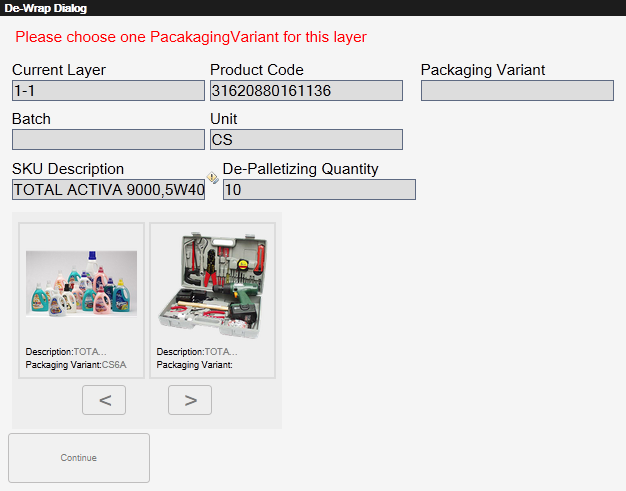 De-Wrap Dialog
Please choose one PacakagingVariant for this layer
Current Layer Product Code Packaging Variant
1-1 31620880161136
Batch Unit
CS
SKU Description De-Palletizing Quantity
TOTAL ACTIVA 9000,5W40 10
Description:TOTA... Description:TOTA...
Packaging Variant:CS6A Packaging Variant:
< >
Continue